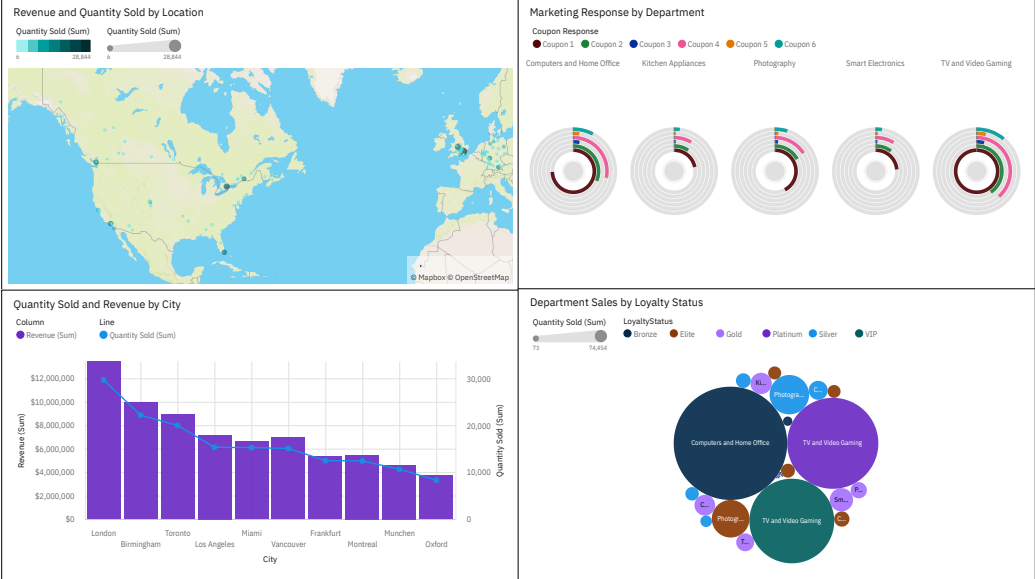 Revenue and Quantity Sold by Location
Quantity Sold (Sum)
Quantity Sold (Sum)
6
28,844
6
28,844
© Mapbox © OpenStreetMap
Marketing Response by Department
Coupon Response
Coupon 1
Coupon 2
Coupon 3
Coupon 4
Coupon 5
Coupon 6
Computers and Home Office
Kitchen Appliances
Photography
Smart Electronics
TV and Video Gaming
Quantity Sold and Revenue by City
Column
Line
Revenue (Sum)
Quantity Sold (Sum)
Revenue (Sum)
$12,000,000
$10,000,000
$8,000,000
$6,000,000
$4,000,000
$2,000,000
$0
30,000
20,000
10,000
0
Quantity Sold (Sum)
London
Birmingham
Toronto
Los Angeles
Miami
Vancouver
Frankfurt
Montreal
Munchen
Oxford
City
Department Sales by Loyalty Status
Quantity Sold (Sum)
73
74,454
LoyaltyStatus
Bronze
Elite
Gold
Platinum
Silver
VIP
Ki...
Photogra...
C...
Computers and Home Office
TV and Video Gaming
C...
Photogr...
T...
TV and Video Gaming
Sm...
P...
C...